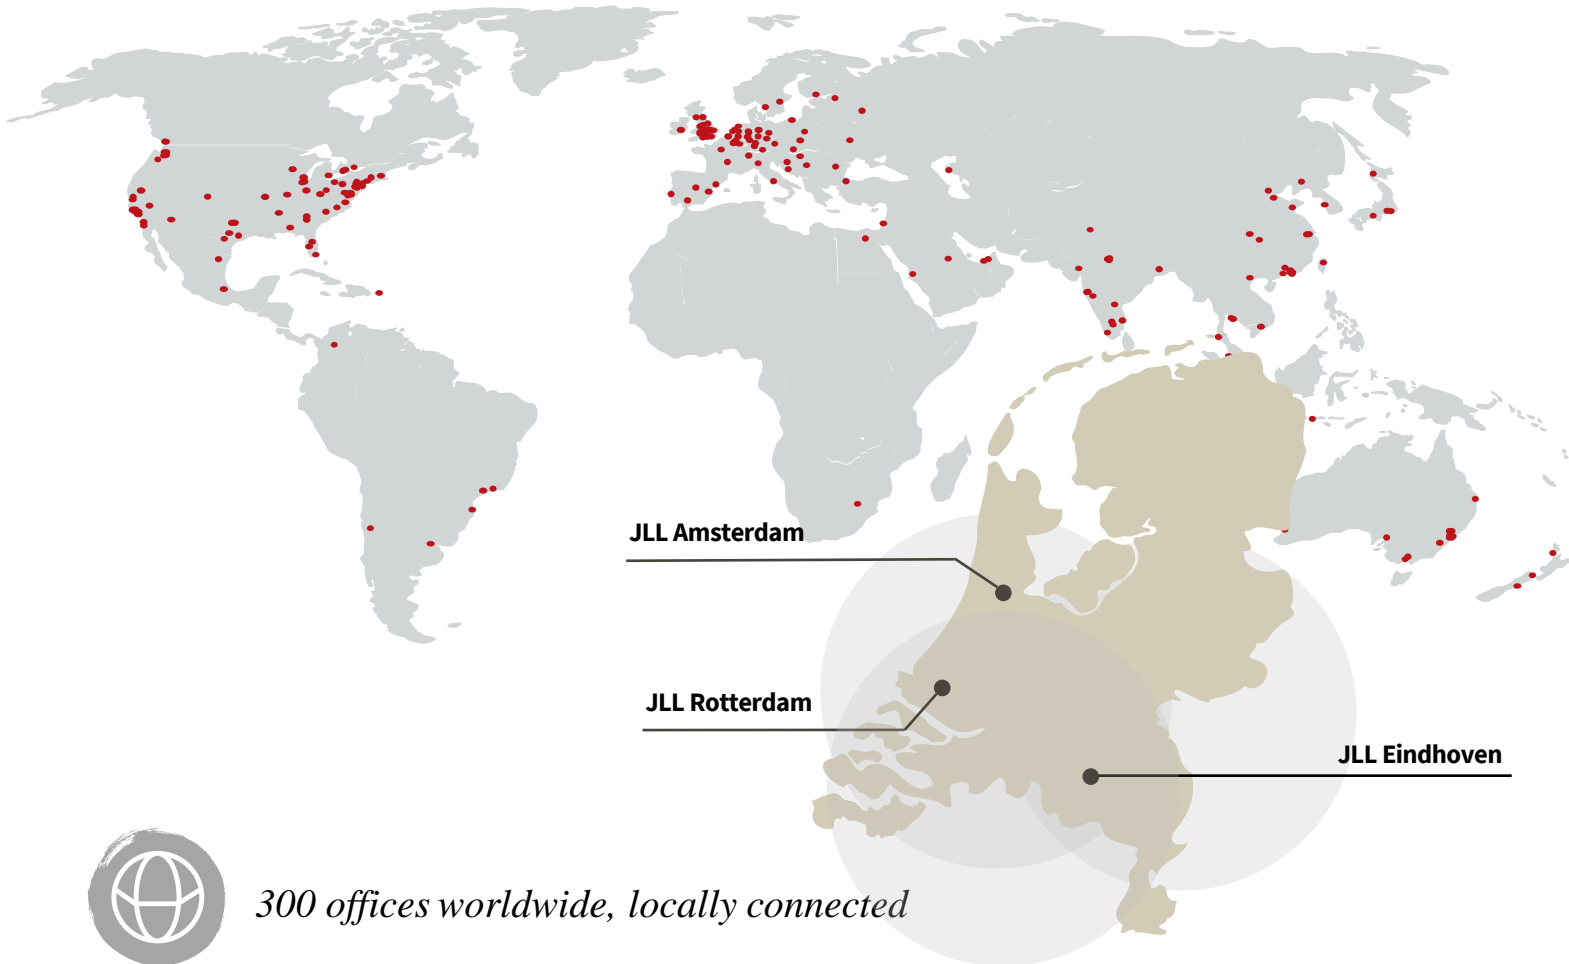 JLL Amsterdam
JLL Rotterdam
JLL Eindhoven
300 offices worldwide, locally connected